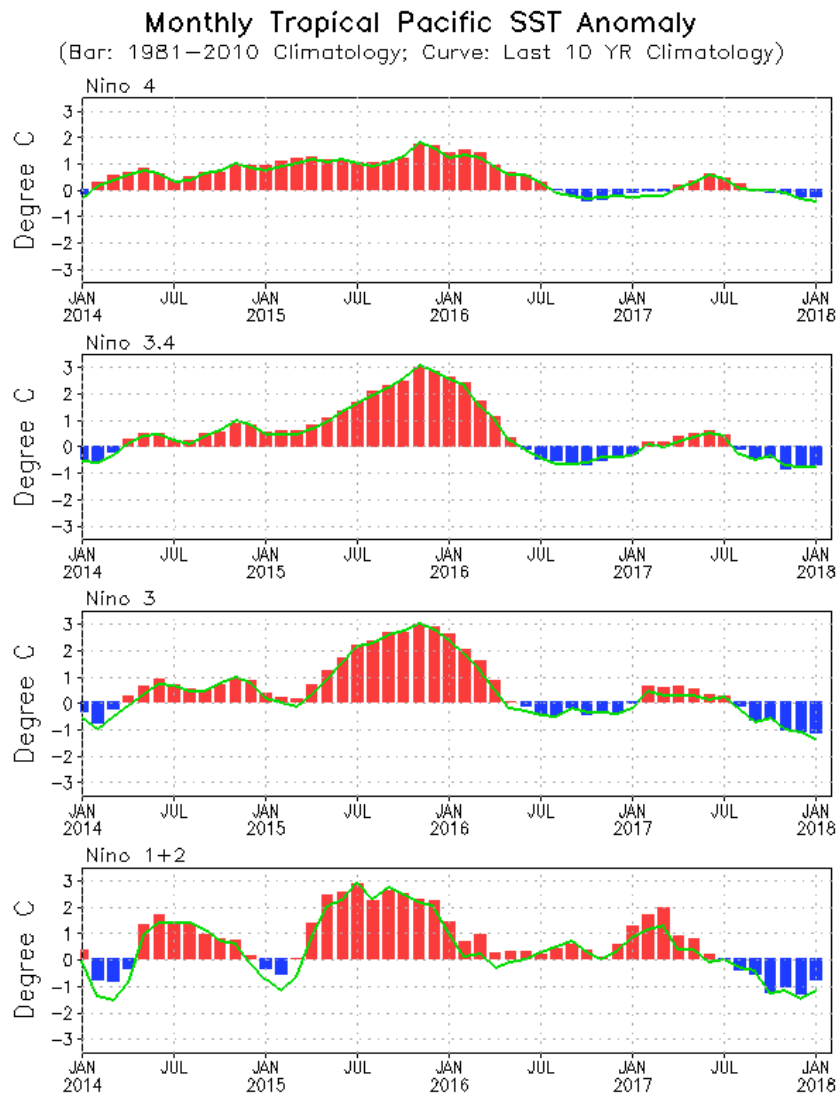 Monthly Tropical Pacific SST Anomaly
(Bar: 1981-2010 Climatology; Curve: Last 10 YR Climatology)
Nino 4
Degree C
3
2
1
0
-1
-2
-3
JAN JUL JAN JUL JAN JUL JAN JUL JAN
2014 2015 2016 2017 2018
Nino 3.4
Degree C
3
2
1
0
-1
-2
-3
JAN JUL JAN JUL JAN JUL JAN JUL JAN
2014 2015 2016 2017 2018
Nino 3
Degree C
3
2
1
0
-1
-2
-3
JAN JUL JAN JUL JAN JUL JAN JUL JAN
2014 2015 2016 2017 2018
Nino 1+2
Degree C
3
2
1
0
-1
-2
-3
JAN JUL JAN JUL JAN JUL JAN JUL JAN
2014 2015 2016 2017 2018